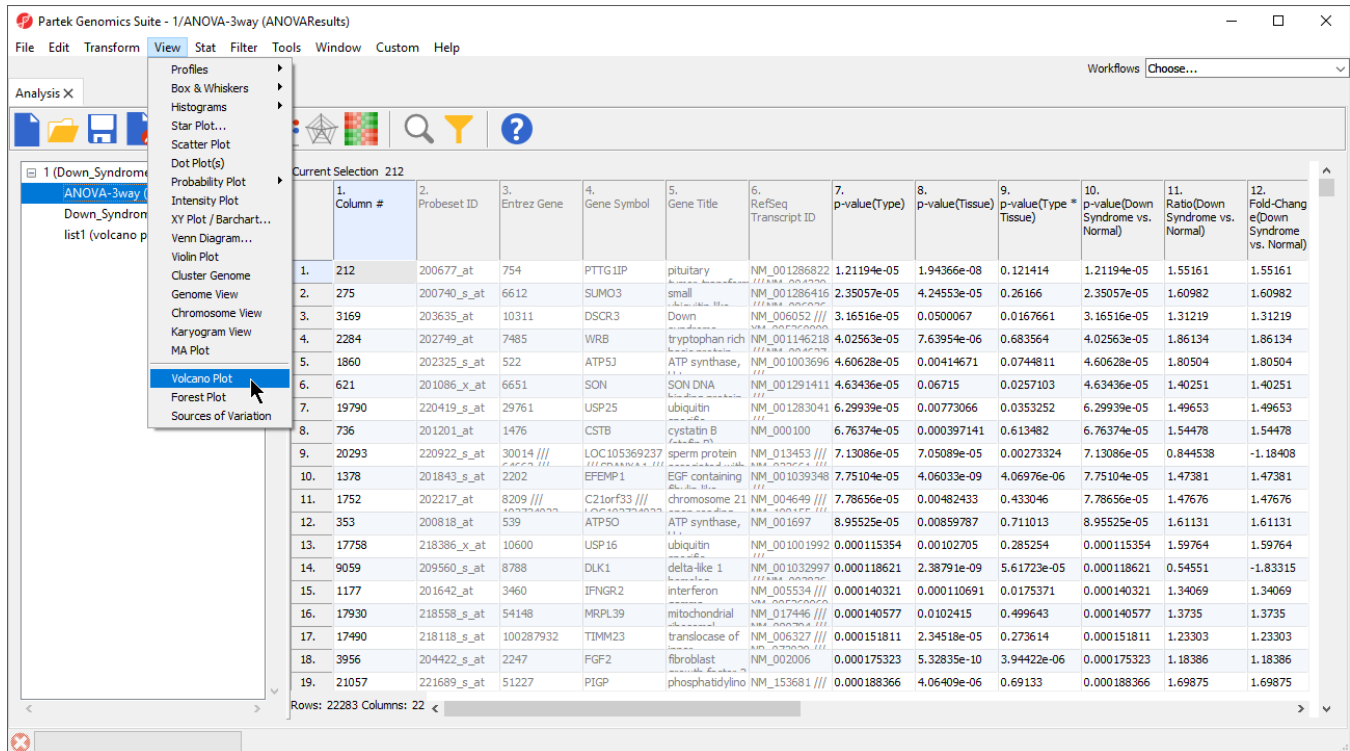 Partek Genomics Suite - 1/ANOVA-3way (ANOVAResults)
File Edit Transform View Stat Filter Tools Window Custom Help
Workflows Choose...
Analysis
Profiles
Box & Whiskers
Histograms
Star Plot...
Scatter Plot
Dot Plot(s)
Probability Plot
Intensity Plot
XY Plot / Barchart...
Venn Diagram...
Violin Plot
Cluster Genome
Genome View
Chromosome View
Karyogram View
MA Plot
Volcano Plot
Forest Plot
Sources of Variation
1 (Down_Syndrome
ANOVA-3way (
Down_Syndrom
list1 (volcano p
Current Selection 212
1. Column # 2. Probeset ID 3. Entrez Gene 4. Gene Symbol 5. Gene Title 6. RefSeq Transcript ID 7. p-value(Type) 8. p-value(Tissue) 9. p-value(Type * Tissue) 10. p-value(Down Syndrome vs. Normal) 11. Ratio(Down Syndrome vs. Normal) 12. Fold-Change(Down Syndrome vs. Normal)
1. 212 200677_at 754 PTTG1IP pituitary NM_001286822 1.21194e-05 1.94366e-08 0.121414 1.21194e-05 1.55161 1.55161
2. 275 200740_s_at 6612 SUMO3 small NM_001286416 2.35057e-05 4.24553e-05 0.26166 2.35057e-05 1.60982 1.60982
3. 3169 203635_at 10311 DSCR3 Down NM_006052 /// 3.16516e-05 0.0500067 0.0167661 3.16516e-05 1.31219 1.31219
4. 2284 202749_at 7485 WRB tryptophan rich NM_001146218 4.02563e-05 7.63954e-06 0.683564 4.02563e-05 1.86134 1.86134
5. 1860 202325_s_at 522 ATP5J ATP synthase, NM_001003696 4.60628e-05 0.00414671 0.0744811 4.60628e-05 1.80504 1.80504
6. 621 201086_x_at 6651 SON SON DNA NM_001291411 4.63436e-05 0.06715 0.0257103 4.63436e-05 1.40251 1.40251
7. 19790 220419_s_at 29761 USP25 ubiquitin NM_001283041 6.29939e-05 0.00773066 0.0353252 6.29939e-05 1.49653 1.49653
8. 736 201201_at 1476 CSTB cystatin B NM_000100 6.76374e-05 0.000397141 0.613482 6.76374e-05 1.54478 1.54478
9. 20293 220922_s_at 30014 /// LOC105369237 sperm protein NM_013453 /// 7.13086e-05 7.05089e-05 0.00273324 7.13086e-05 0.844538 -1.18408
10. 1378 201843_s_at 2202 EFEMP1 EGF containing NM_001039348 7.75104e-05 4.06033e-09 4.06976e-06 7.75104e-05 1.47381 1.47381
11. 1752 202217_at 8209 /// C21orf33 /// chromosome 21 NM_004649 /// 7.78656e-05 0.00482433 0.433046 7.78656e-05 1.47676 1.47676
12. 353 200818_at 539 ATP5O ATP synthase, NM_001697 8.95525e-05 0.00859787 0.711013 8.95525e-05 1.61131 1.61131
13. 17758 218386_x_at 10600 USP16 ubiquitin NM_001001992 0.000115354 0.00102705 0.285254 0.000115354 1.59764 1.59764
14. 9059 209560_s_at 8788 DLK1 delta-like 1 NM_001032997 0.000118621 2.38791e-09 5.61723e-05 0.000118621 0.54551 -1.83315
15. 1177 201642_at 3460 IFNGR2 interferon NM_005534 /// 0.000140321 0.000110691 0.0175371 0.000140321 1.34069 1.34069
16. 17930 218558_s_at 54148 MRPL39 mitochondrial NM_017446 /// 0.000140577 0.0102415 0.499643 0.000140577 1.3735 1.3735
17. 17490 218118_s_at 100287932 TIMM23 translocase of NM_006327 /// 0.000151811 2.34518e-05 0.273614 0.000151811 1.23303 1.23303
18. 3956 204422_s_at 2247 FGF2 fibroblast NM_002006 0.000175323 5.32835e-10 3.94422e-06 0.000175323 1.18386 1.18386
19. 21057 221689_s_at 51227 PIGP phosphatidylino NM_153681 /// 0.000188366 4.06409e-06 0.69133 0.000188366 1.69875 1.69875
Rows: 22283 Columns: 22